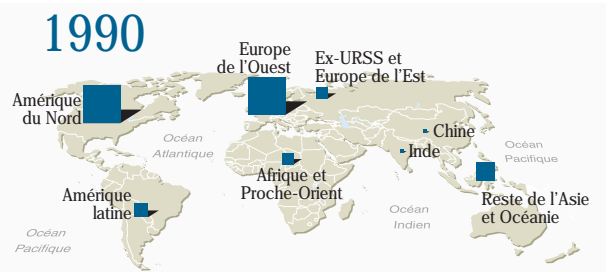 1990
Europe
de l'Ouest
Ex-URSS et
Europe de l'Est
Amérique
du Nord
Océan
Atlantique
Chine
Inde
Océan
Pacifique
Afrique et
Proche-Orient
Amérique
latine
Reste de l'Asie
et Océanie
Océan
Indien
Océan
Pacifique